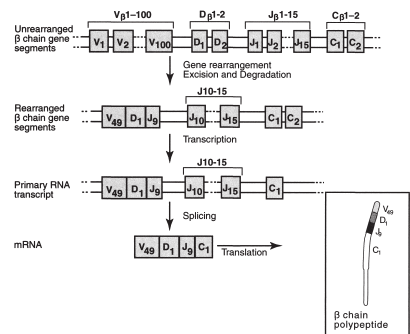 Vβ1–100 Dβ1-2 Jβ1-15 Cβ1–2
Unrearranged
β chain gene
segments
V1 V2 V100 D1 D2 J1 J2 J15 C1 C2
Gene rearrangement
Excision and Degradation
J10-15
Rearranged
β chain gene
segments
V49 D1 J9 J10 J15 C1 C2
Transcription
J10-15
Primary RNA
transcript
V49 D1 J9 J10 J15 C1
Splicing
mRNA
V49 D1 J9 C1
Translation
V49
D1
J9
C1
β chain
polypeptide